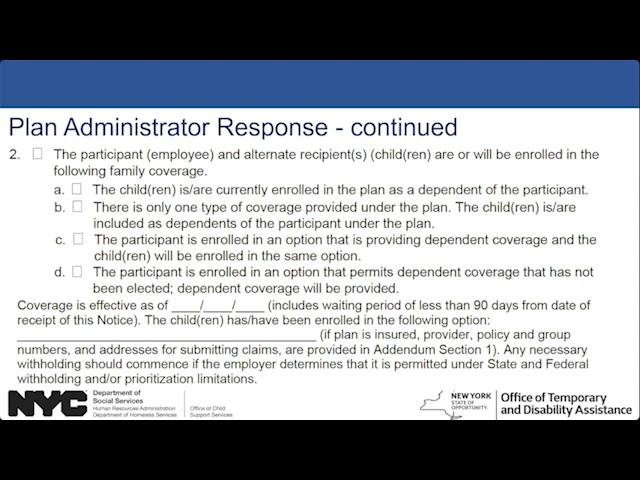 Plan Administrator Response - continued
2. ☐ The participant (employee) and alternate recipient(s) (child(ren) are or will be enrolled in the
following family coverage.
a. ☐ The child(ren) is/are currently enrolled in the plan as a dependent of the participant.
b. ☐ There is only one type of coverage provided under the plan. The child(ren) is/are
included as dependents of the participant under the plan.
c. ☐ The participant is enrolled in an option that is providing dependent coverage and the
child(ren) will be enrolled in the same option.
d. ☐ The participant is enrolled in an option that permits dependent coverage that has not
been elected; dependent coverage will be provided.
Coverage is effective as of ____/____/____ (includes waiting period of less than 90 days from date of
receipt of this Notice). The child(ren) has/have been enrolled in the following option:
____________________________________________ (if plan is insured, provider, policy and group
numbers, and addresses for submitting claims, are provided in Addendum Section 1). Any necessary
withholding should commence if the employer determines that it is permitted under State and Federal
withholding and/or prioritization limitations.
NYC
Department of
Social Services
Human Resources Administration
Department of Homeless Services
Office of Child
Support Services
NEW YORK
STATE OF
OPPORTUNITY.
Office of Temporary
and Disability Assistance